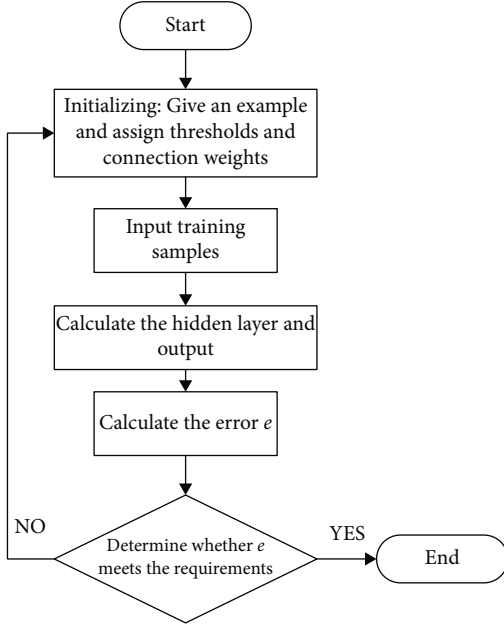 Start
Initializing: Give an example
and assign thresholds and
connection weights
Input training
samples
Calculate the hidden layer and
output
Calculate the error e
NO
Determine whether e
meets the requirements
YES
End